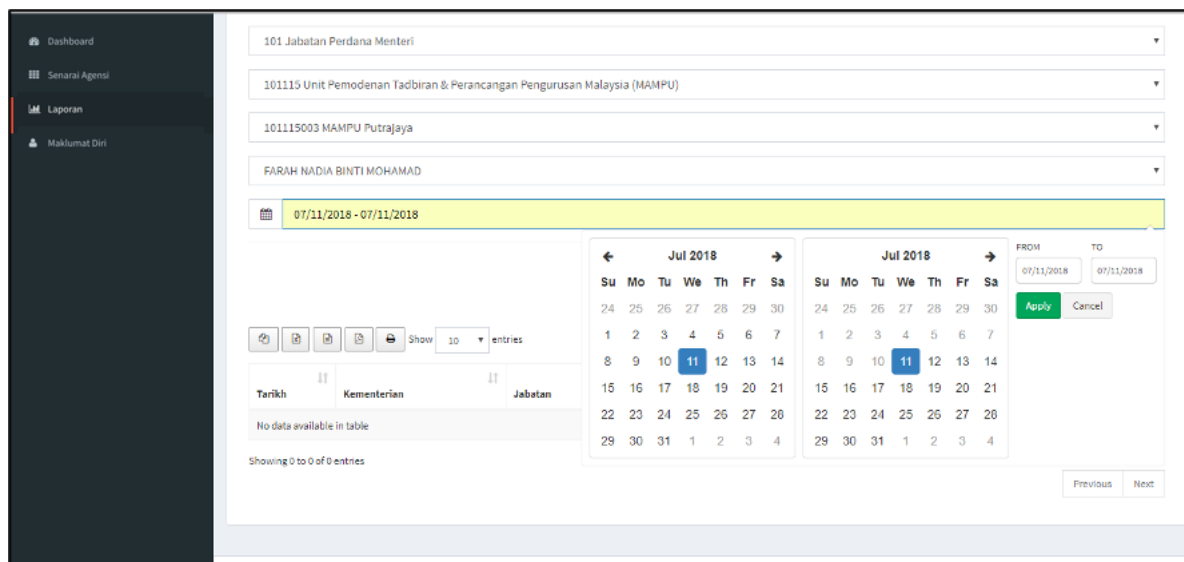 Dashboard
Senarai Agensi
Laporan
Maklumat Diri
101 Jabatan Perdana Menteri
101115 Unit Pemodenan Tadbiran & Perancangan Pengurusan Malaysia (MAMPU)
101115003 MAMPU Putrajaya
FARAH NADIA BINTI MOHAMAD
07/11/2018 - 07/11/2018
Jul 2018
Su Mo Tu We Th Fr Sa
24 25 26 27 28 29 30
1 2 3 4 5 6 7
8 9 10 11 12 13 14
15 16 17 18 19 20 21
22 23 24 25 26 27 28
29 30 31 1 2 3 4
Jul 2018
Su Mo Tu We Th Fr Sa
24 25 26 27 28 29 30
1 2 3 4 5 6 7
8 9 10 11 12 13 14
15 16 17 18 19 20 21
22 23 24 25 26 27 28
29 30 31 1 2 3 4
FROM TO
07/11/2018 07/11/2018
Apply Cancel
Show 10 entries
Tarikh Kementerian Jabatan
No data available in table
Showing 0 to 0 of 0 entries
Previous Next